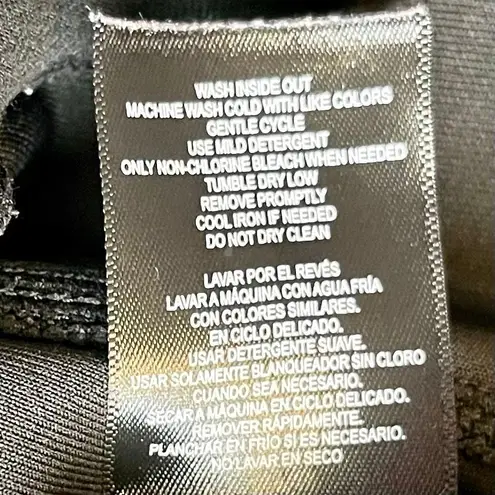 WASH INSIDE OUT
MACHINE WASH COLD WITH LIKE COLORS
GENTLE CYCLE
USE MILD DETERGENT
ONLY NON-CHLORINE BLEACH WHEN NEEDED
TUMBLE DRY LOW
REMOVE PROMPTLY
COOL IRON IF NEEDED
DO NOT DRY CLEAN
LAVAR POR EL REVÉS
LAVAR A MÁQUINA CON AGUA FRÍA
CON COLORES SIMILARES.
EN CICLO DELICADO.
USAR DETERGENTE SUAVE.
USAR SOLAMENTE BLANQUEADOR SIN CLORO
CUANDO SEA NECESARIO.
SECAR A MÁQUINA EN CICLO DELICADO.
REMOVER RÁPIDAMENTE.
PLANCHAR EN FRÍO SI ES NECESARIO.
NO LAVAR EN SECO